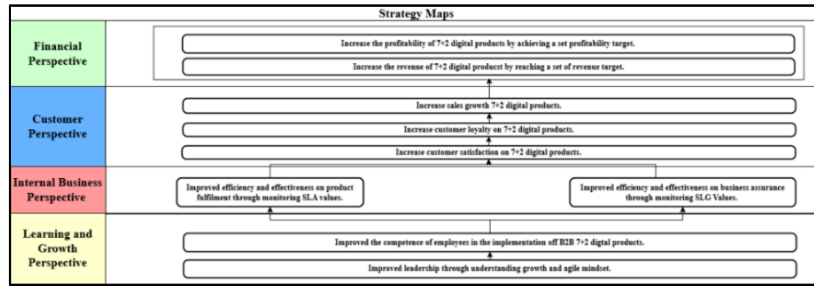 Strategy Maps
Financial
Perspective
Increase the profitability of 7+2 digital products by achieving a set profitability target.
Increase the revenue of 7+2 digital producst by reaching a set of revenue target.
Customer
Perspective
Increase sales growth 7+2 digital products.
Increase customer loyalty on 7+2 digital products.
Increase customer satisfaction on 7+2 digital products.
Internal Business
Perspective
Improved efficiency and effectiveness on product
fulfilment through monitoring SLA values.
Improved efficiency and effectiveness on business assurance
through monitoring SLG Values.
Learning and
Growth
Perspective
Improved the competence of employees in the implementation off B2B 7+2 digtal products.
Improved leadership through understanding growth and agile mindset.